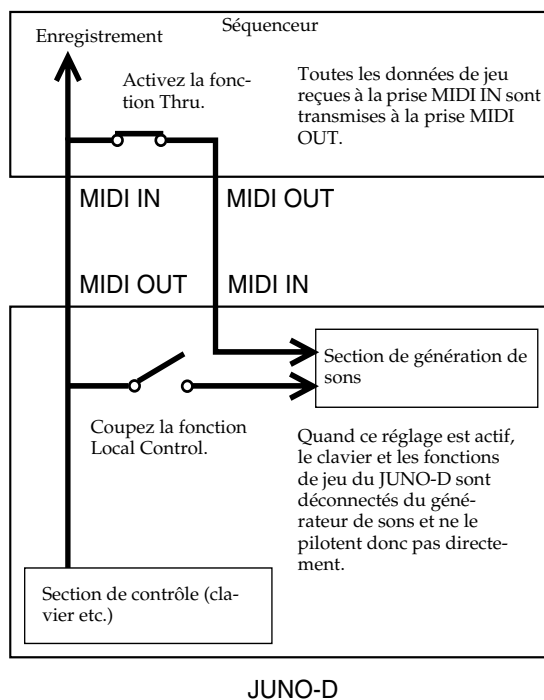 Séquenceur
Enregistrement
Activez la fonc-
tion Thru.
Toutes les données de jeu
reçues à la prise MIDI IN sont
transmises à la prise MIDI
OUT.
MIDI IN
MIDI OUT
MIDI OUT
MIDI IN
Section de génération de
sons
Coupez la fonction
Local Control.
Quand ce réglage est actif,
le clavier et les fonctions
de jeu du JUNO-D sont
déconnectés du géné-
rateur de sons et ne le
pilotent donc pas directe-
ment.
Section de contrôle (cla-
vier etc.)
JUNO-D